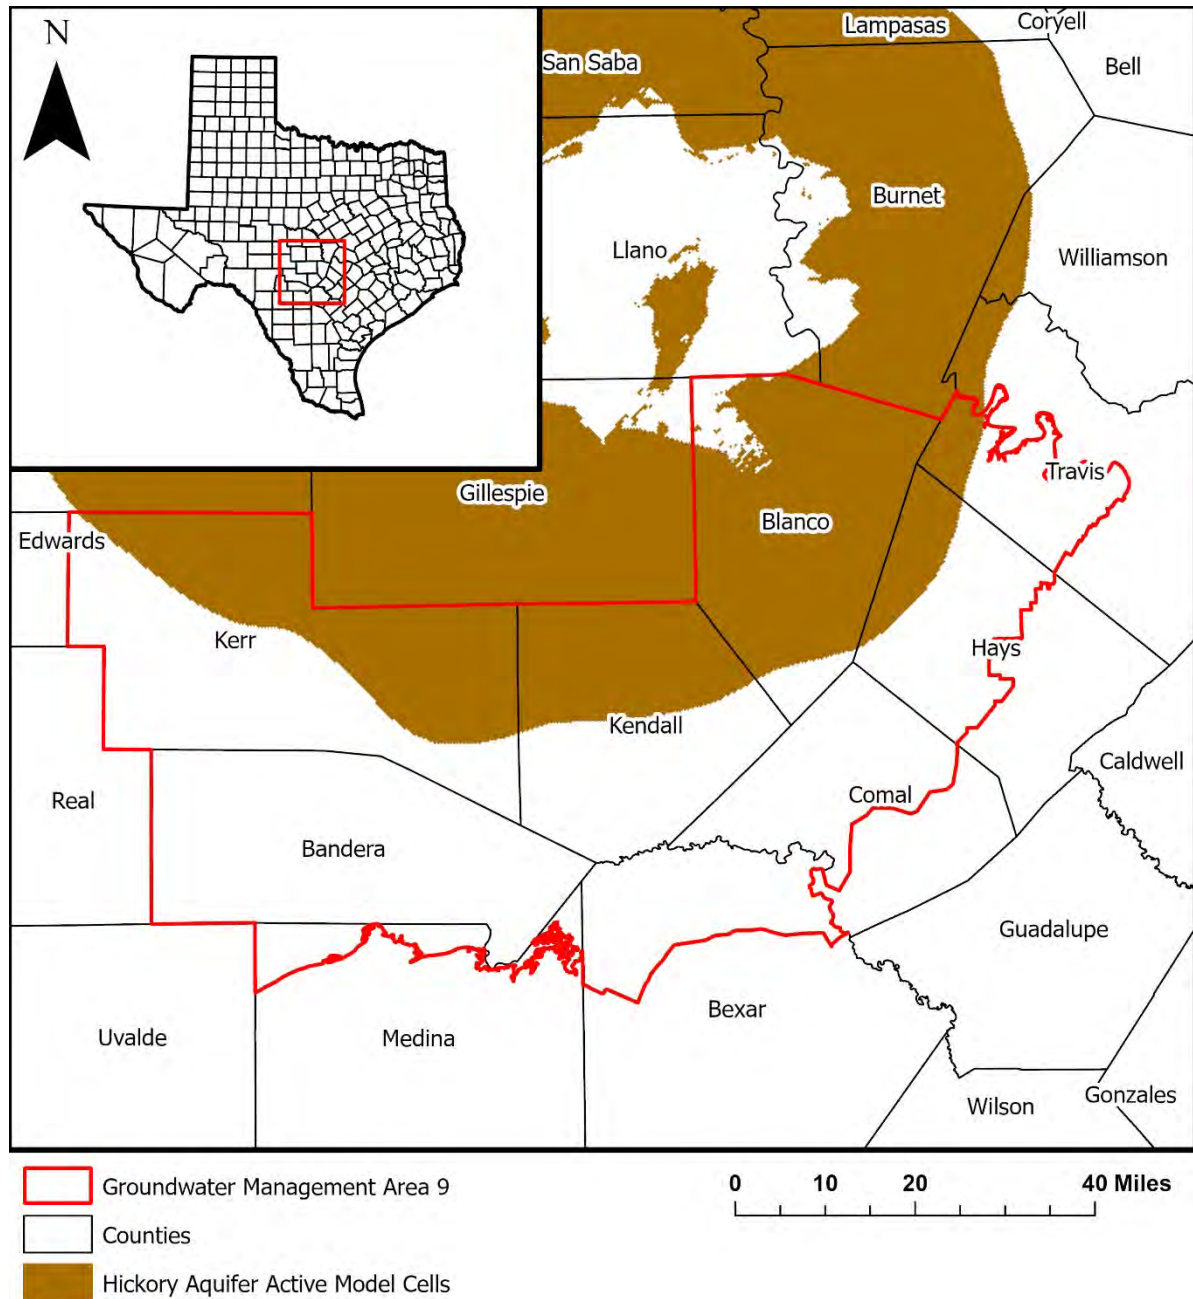 N
Lampasas
Coryell
San Saba
Bell
Burnet
Llano
Williamson
Travis
Gillespie
Blanco
Edwards
Kerr
Hays
Kendall
Caldwell
Real
Comal
Bandera
Guadalupe
Bexar
Uvalde
Medina
Gonzales
Wilson
Groundwater Management Area 9
Counties
Hickory Aquifer Active Model Cells
0 10 20 40 Miles